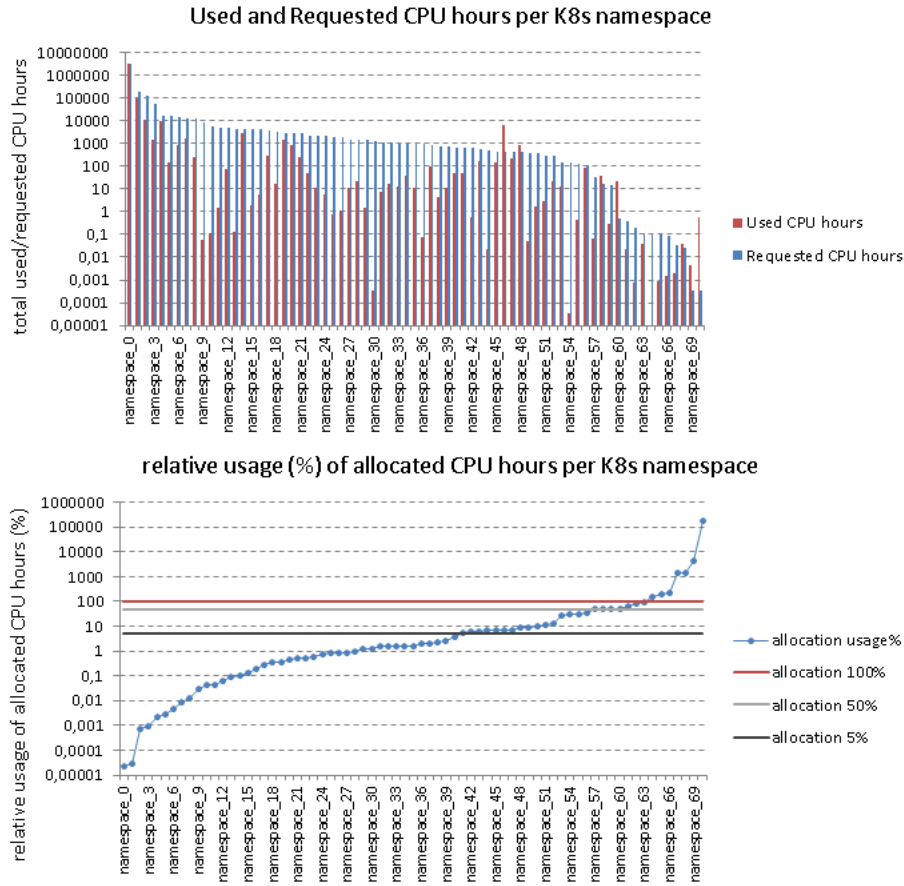 Used and Requested CPU hours per K8s namespace
total used/requested CPU hours
10000000
1000000
100000
10000
1000
100
10
1
0,1
0,01
0,001
0,0001
0,00001
namespace_0
namespace_3
namespace_6
namespace_9
namespace_12
namespace_15
namespace_18
namespace_21
namespace_24
namespace_27
namespace_30
namespace_33
namespace_36
namespace_39
namespace_42
namespace_45
namespace_48
namespace_51
namespace_54
namespace_57
namespace_60
namespace_63
namespace_66
namespace_69
Used CPU hours
Requested CPU hours
relative usage (%) of allocated CPU hours per K8s namespace
relative usage of allocated CPU hours (%)
1000000
100000
10000
1000
100
10
1
0,1
0,01
0,001
0,0001
0,00001
namespace_0
namespace_3
namespace_6
namespace_9
namespace_12
namespace_15
namespace_18
namespace_21
namespace_24
namespace_27
namespace_30
namespace_33
namespace_36
namespace_39
namespace_42
namespace_45
namespace_48
namespace_51
namespace_54
namespace_57
namespace_60
namespace_63
namespace_66
namespace_69
allocation usage%
allocation 100%
allocation 50%
allocation 5%